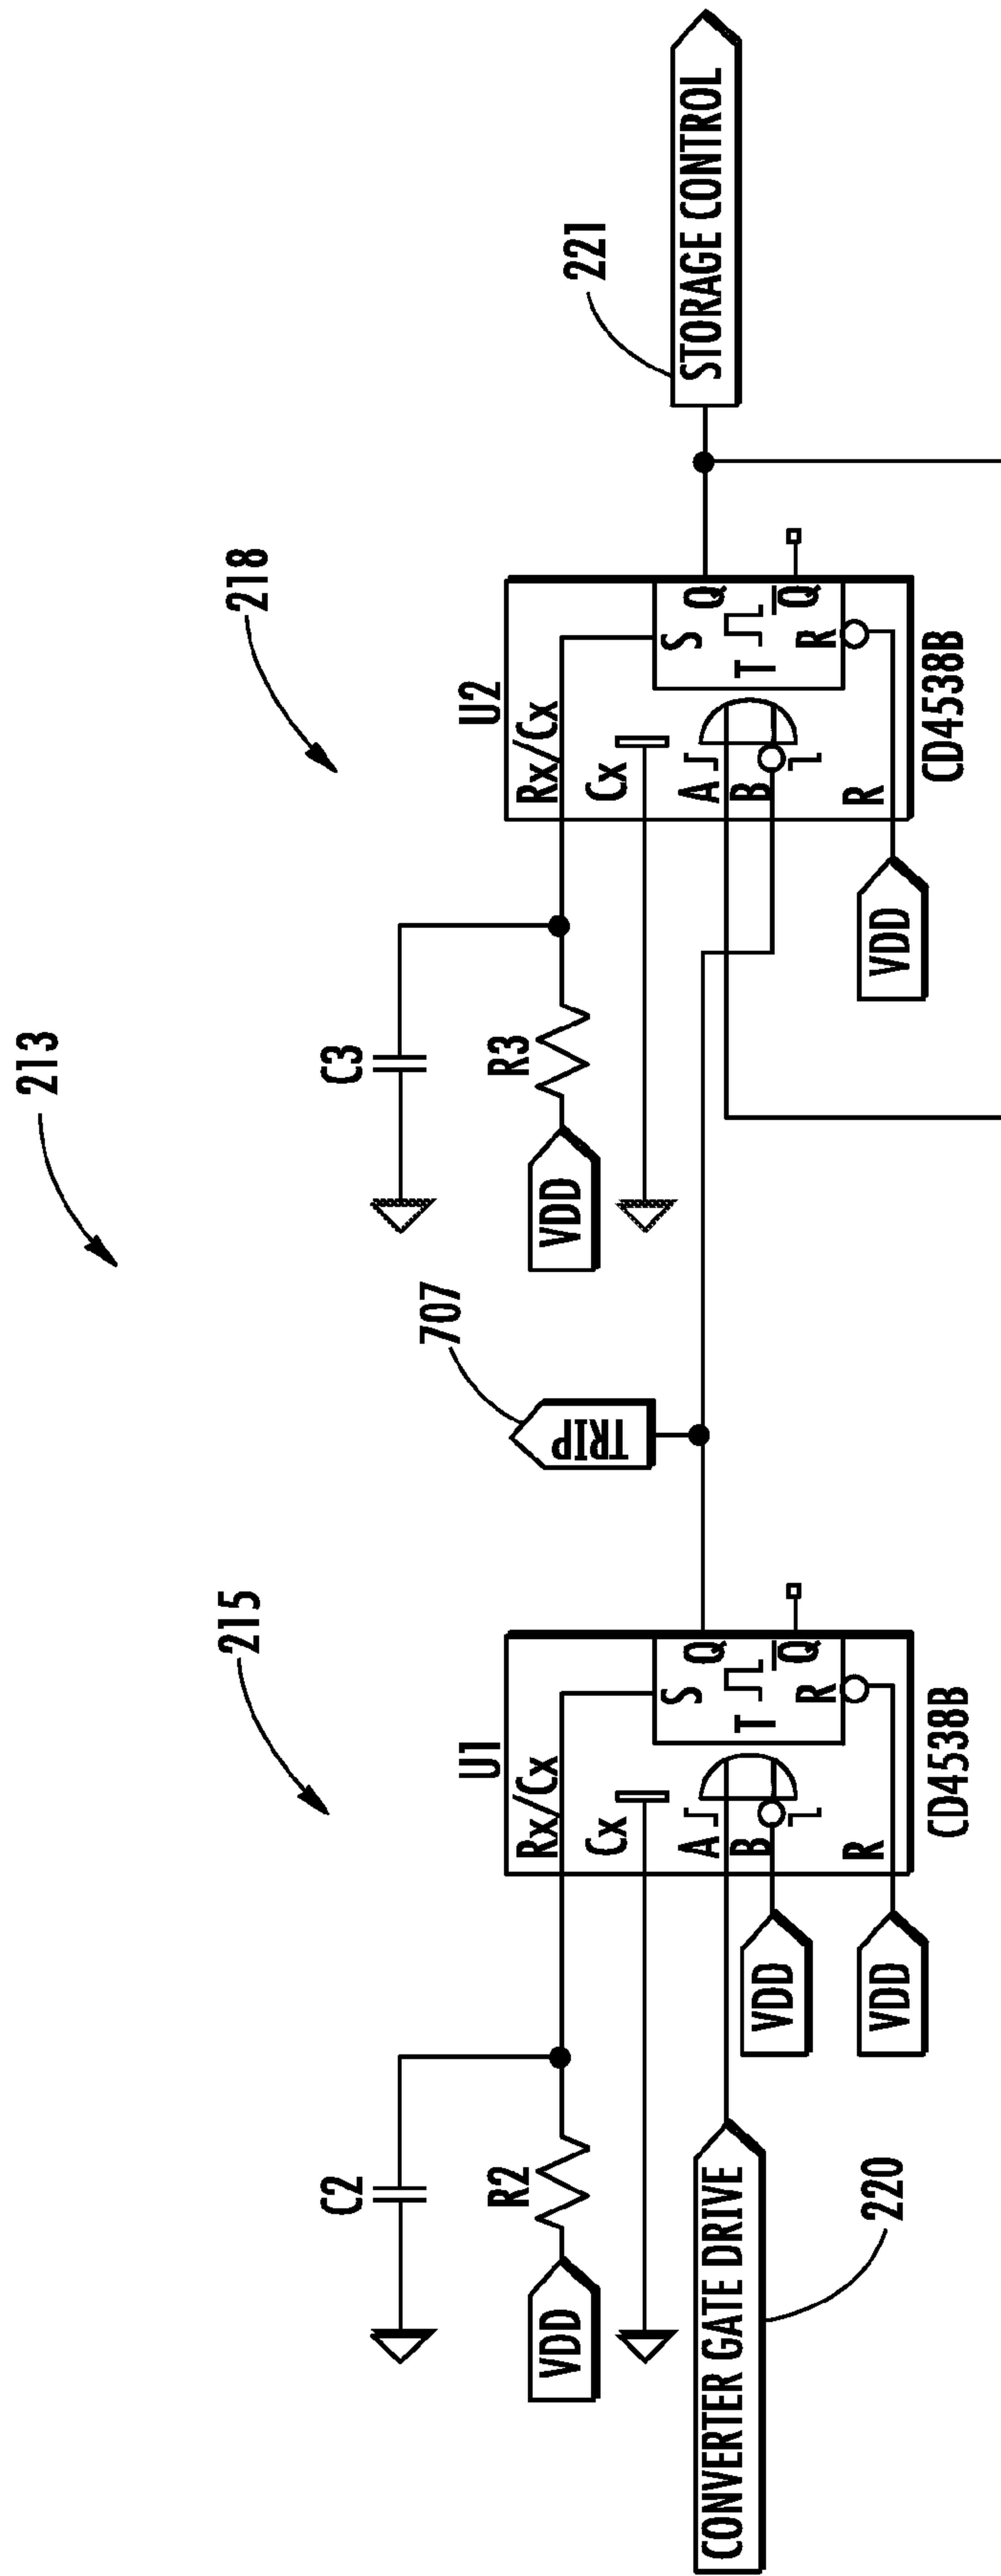 213
215
218
C2
R2
VDD
U1
Rx/Cx
Cx
A
B
R
S
T
Q
Q
R
CD4538B
VDD
VDD
CONVERTER GATE DRIVE
220
TRIP
707
C3
R3
VDD
U2
Rx/Cx
Cx
A
B
R
S
T
Q
Q
R
CD4538B
VDD
221
STORAGE CONTROL